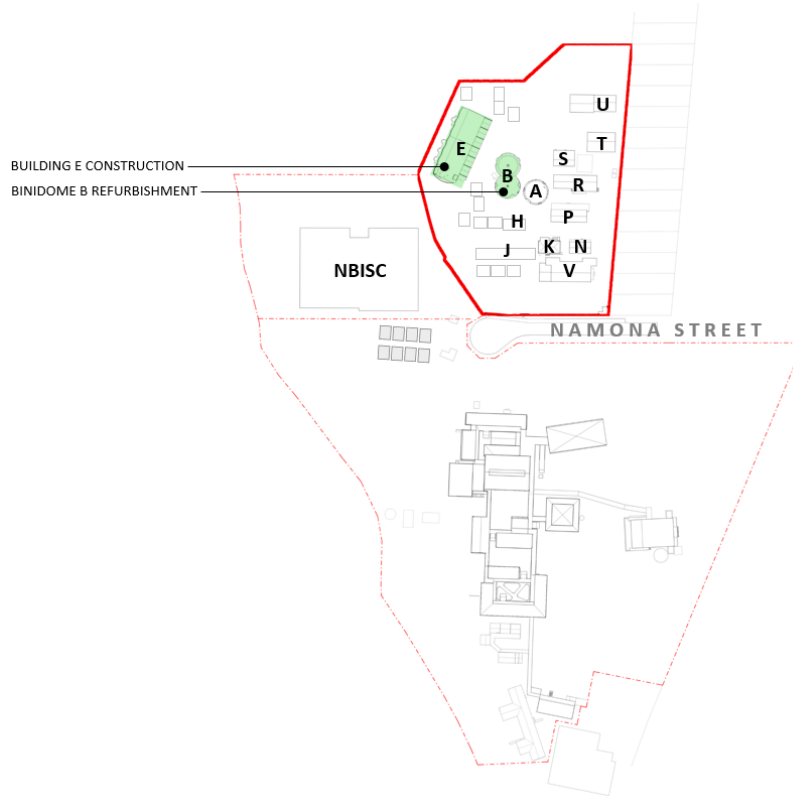 U
T
E
S
BUILDING E CONSTRUCTION
B
R
BINIDOME B REFURBISHMENT
A
P
H
K
N
J
NBISC
V
NAMONA STREET